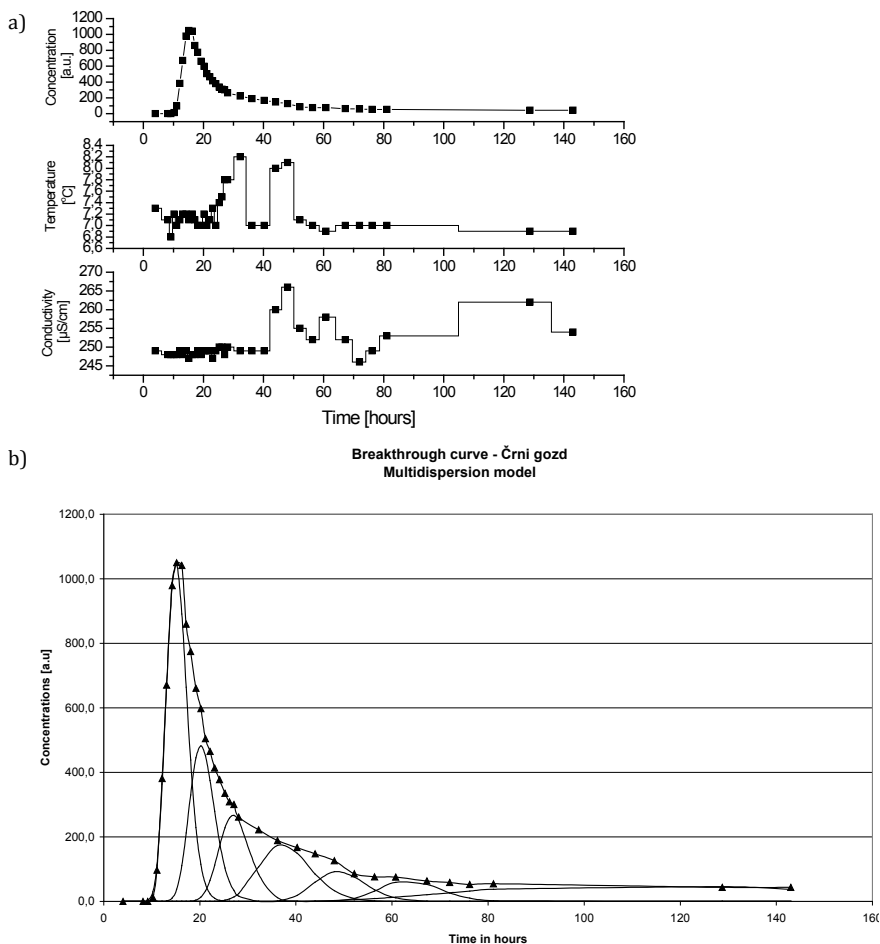 a)
Concentration
[a.u.]
1200
1000
800
600
400
200
0
0 20 40 60 80 100 120 140 160
Temperature
[°C]
8,4
8,2
8,0
7,8
7,6
7,4
7,2
7,0
6,8
6,6
0 20 40 60 80 100 120 140 160
Conductivity
[µS/cm]
270
265
260
255
250
245
0 20 40 60 80 100 120 140 160
Time [hours]
b)
Breakthrough curve - Črni gozd
Multidispersion model
Concentrations [a.u]
1200,0
1000,0
800,0
600,0
400,0
200,0
0,0
0 20 40 60 80 100 120 140 160
Time in hours